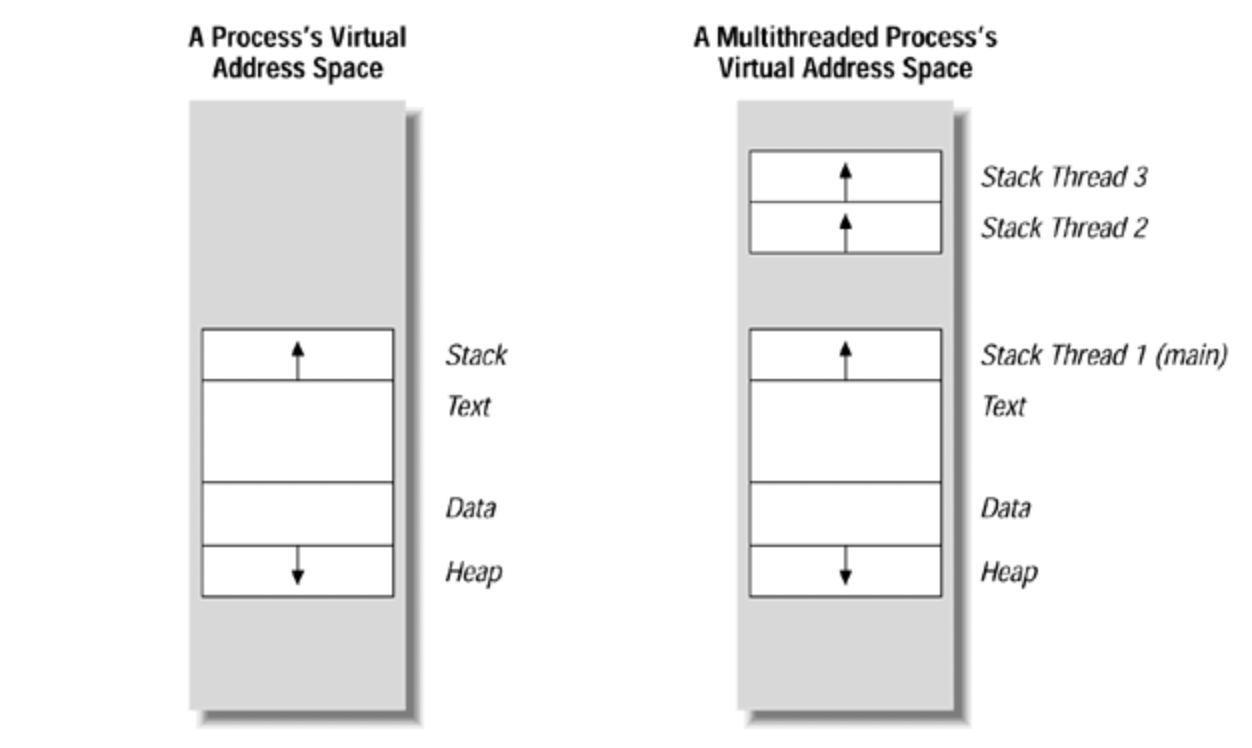 A Process's Virtual
Address Space
Stack
Text
Data
Heap
A Multithreaded Process's
Virtual Address Space
Stack Thread 3
Stack Thread 2
Stack Thread 1 (main)
Text
Data
Heap